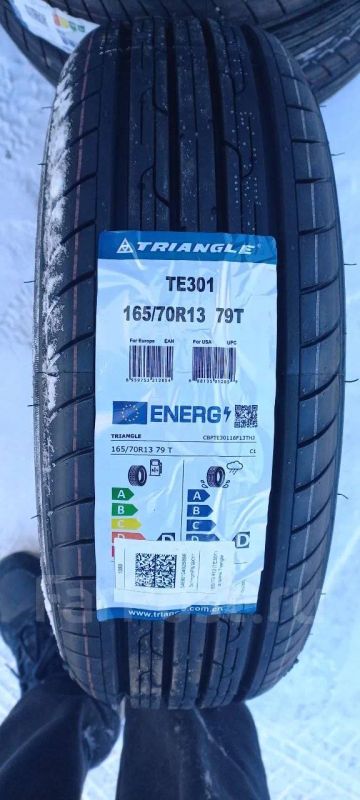 TRIANGLE
TE301
165/70R13 79T
For Europe EAN For USA UPC
ENERG
TRIANGLE CBPTE30116F13THJ
165/70R13 79 T C1
A
B
C
D
A
B
C
D
www.triangle.com.cn